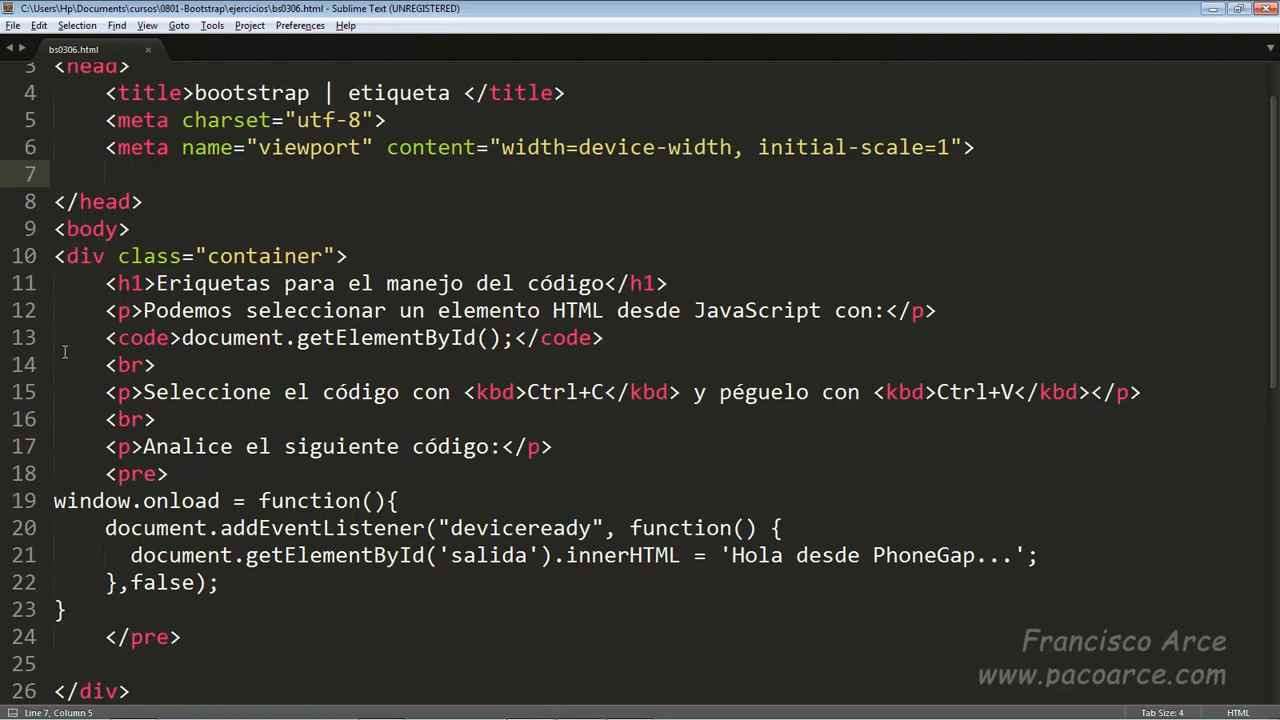 C:\Users\Hp\Documents\cursos\0801-Bootstrap\ejercicios\bs0306.html - Sublime Text (UNREGISTERED)
File Edit Selection Find View Goto Tools Project Preferences Help
bs0306.html
3 <head>
4 <title>bootstrap | etiqueta </title>
5 <meta charset="utf-8">
6 <meta name="viewport" content="width=device-width, initial-scale=1">
7
8 </head>
9 <body>
10 <div class="container">
11 <h1>Eriquetas para el manejo del código</h1>
12 <p>Podemos seleccionar un elemento HTML desde JavaScript con:</p>
13 <code>document.getElementById();</code>
14 <br>
15 <p>Seleccione el código con <kbd>Ctrl+C</kbd> y péguelo con <kbd>Ctrl+V</kbd></p>
16 <br>
17 <p>Analice el siguiente código:</p>
18 <pre>
19 window.onload = function(){
20 document.addEventListener("deviceready", function() {
21 document.getElementById('salida').innerHTML = 'Hola desde PhoneGap...';
22 },false);
23 }
24 </pre>
25
26 </div>
Francisco Arce
www.pacoarce.com
Line 7, Column 5 Tab Size: 4 HTML